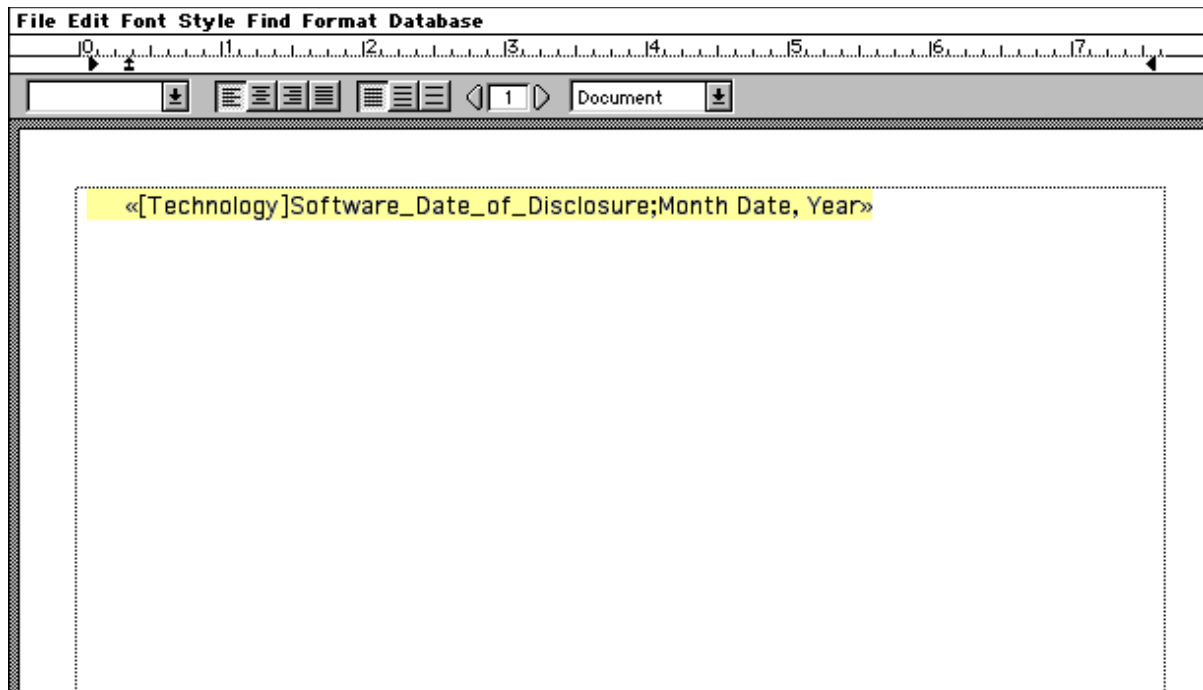 File Edit Font Style Find Format Database
0 1 2 3 4 5 6 7
1 Document
«[Technology]Software_Date_of_Disclosure;Month Date, Year»